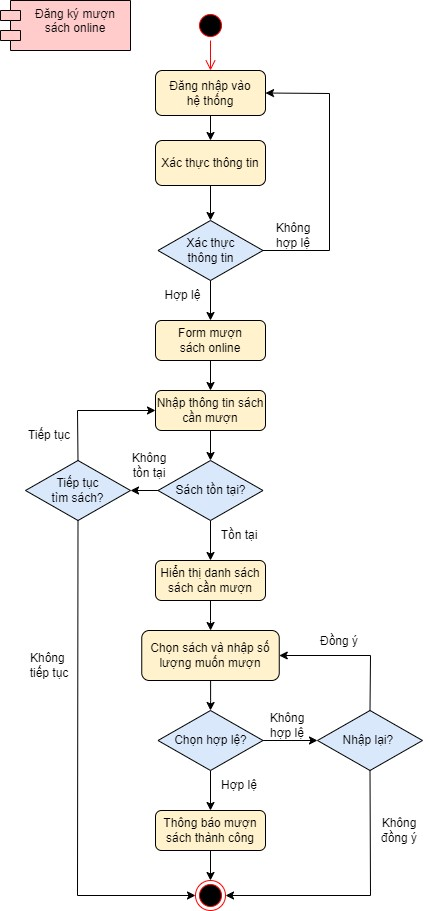 Đăng ký mượn
sách online
Đăng nhập vào
hệ thống
Xác thực thông tin
Không
hợp lệ
Xác thực
thông tin
Hợp lệ
Form mượn
sách online
Nhập thông tin sách
cần mượn
Tiếp tục
Không
tồn tại
Tiếp tục
tìm sách?
Sách tồn tại?
Tồn tại
Hiển thị danh sách
sách cần mượn
Chọn sách và nhập số
lượng muốn mượn
Đồng ý
Không
tiếp tục
Không
hợp lệ
Chọn hợp lệ?
Nhập lại?
Hợp lệ
Thông báo mượn
sách thành công
Không
đồng ý